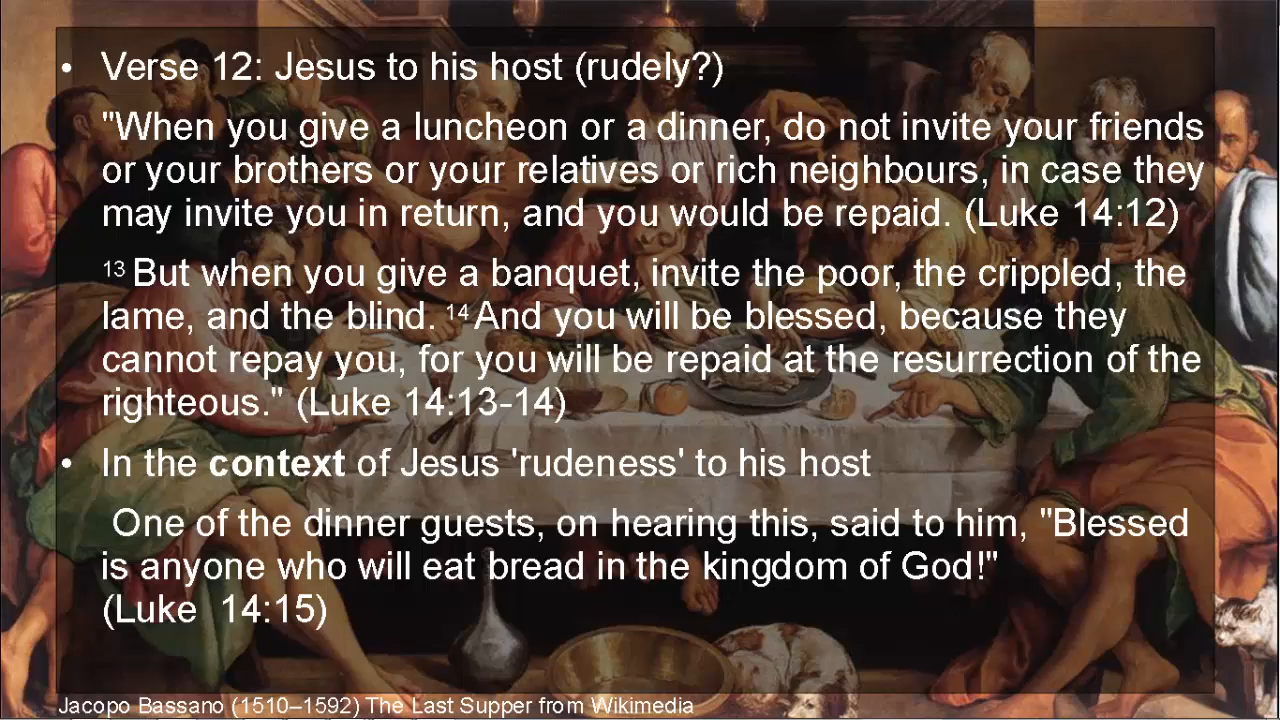 • Verse 12: Jesus to his host (rudely?)
"When you give a luncheon or a dinner, do not invite your friends
or your brothers or your relatives or rich neighbours, in case they
may invite you in return, and you would be repaid. (Luke 14:12)
13 But when you give a banquet, invite the poor, the crippled, the
lame, and the blind. 14 And you will be blessed, because they
cannot repay you, for you will be repaid at the resurrection of the
righteous." (Luke 14:13-14)
• In the context of Jesus 'rudeness' to his host
One of the dinner guests, on hearing this, said to him, "Blessed
is anyone who will eat bread in the kingdom of God!"
(Luke 14:15)
Jacopo Bassano (1510–1592) The Last Supper from Wikimedia